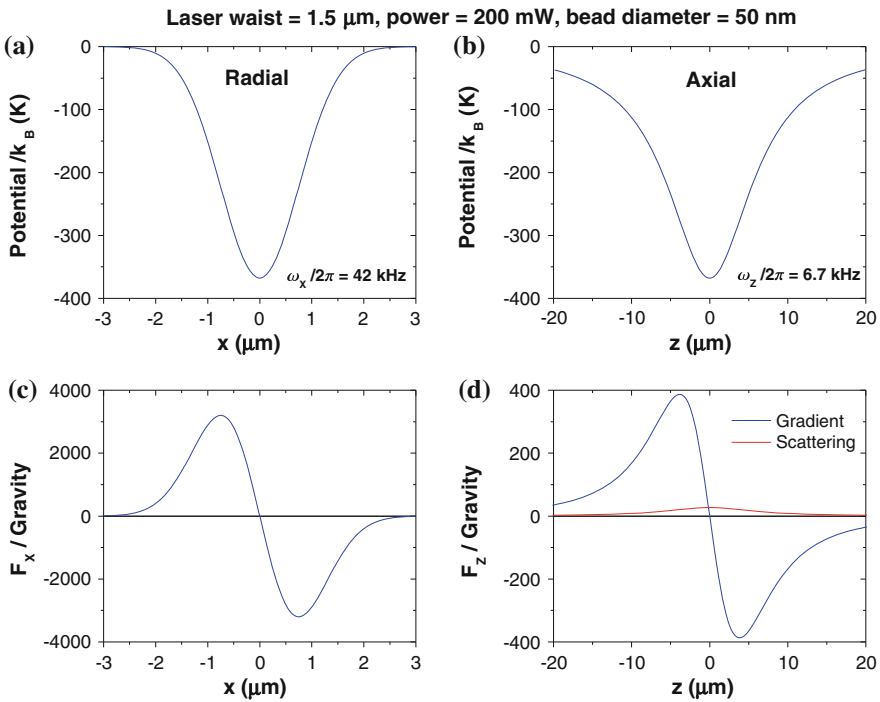 Laser waist = 1.5 μm, power = 200 mW, bead diameter = 50 nm
(a)
Radial
Potential /k_B (K)
0
-100
-200
-300
-400
ω_x/2π = 42 kHz
-3 -2 -1 0 1 2 3
x (μm)
(b)
Axial
Potential /k_B (K)
0
-100
-200
-300
-400
ω_z/2π = 6.7 kHz
-20 -10 0 10 20
z (μm)
(c)
F_x / Gravity
4000
2000
0
-2000
4000
-3 -2 -1 0 1 2 3
x (μm)
(d)
F_z / Gravity
400
200
0
-200
-400
Gradient
Scattering
-20 -10 0 10 20
z (μm)